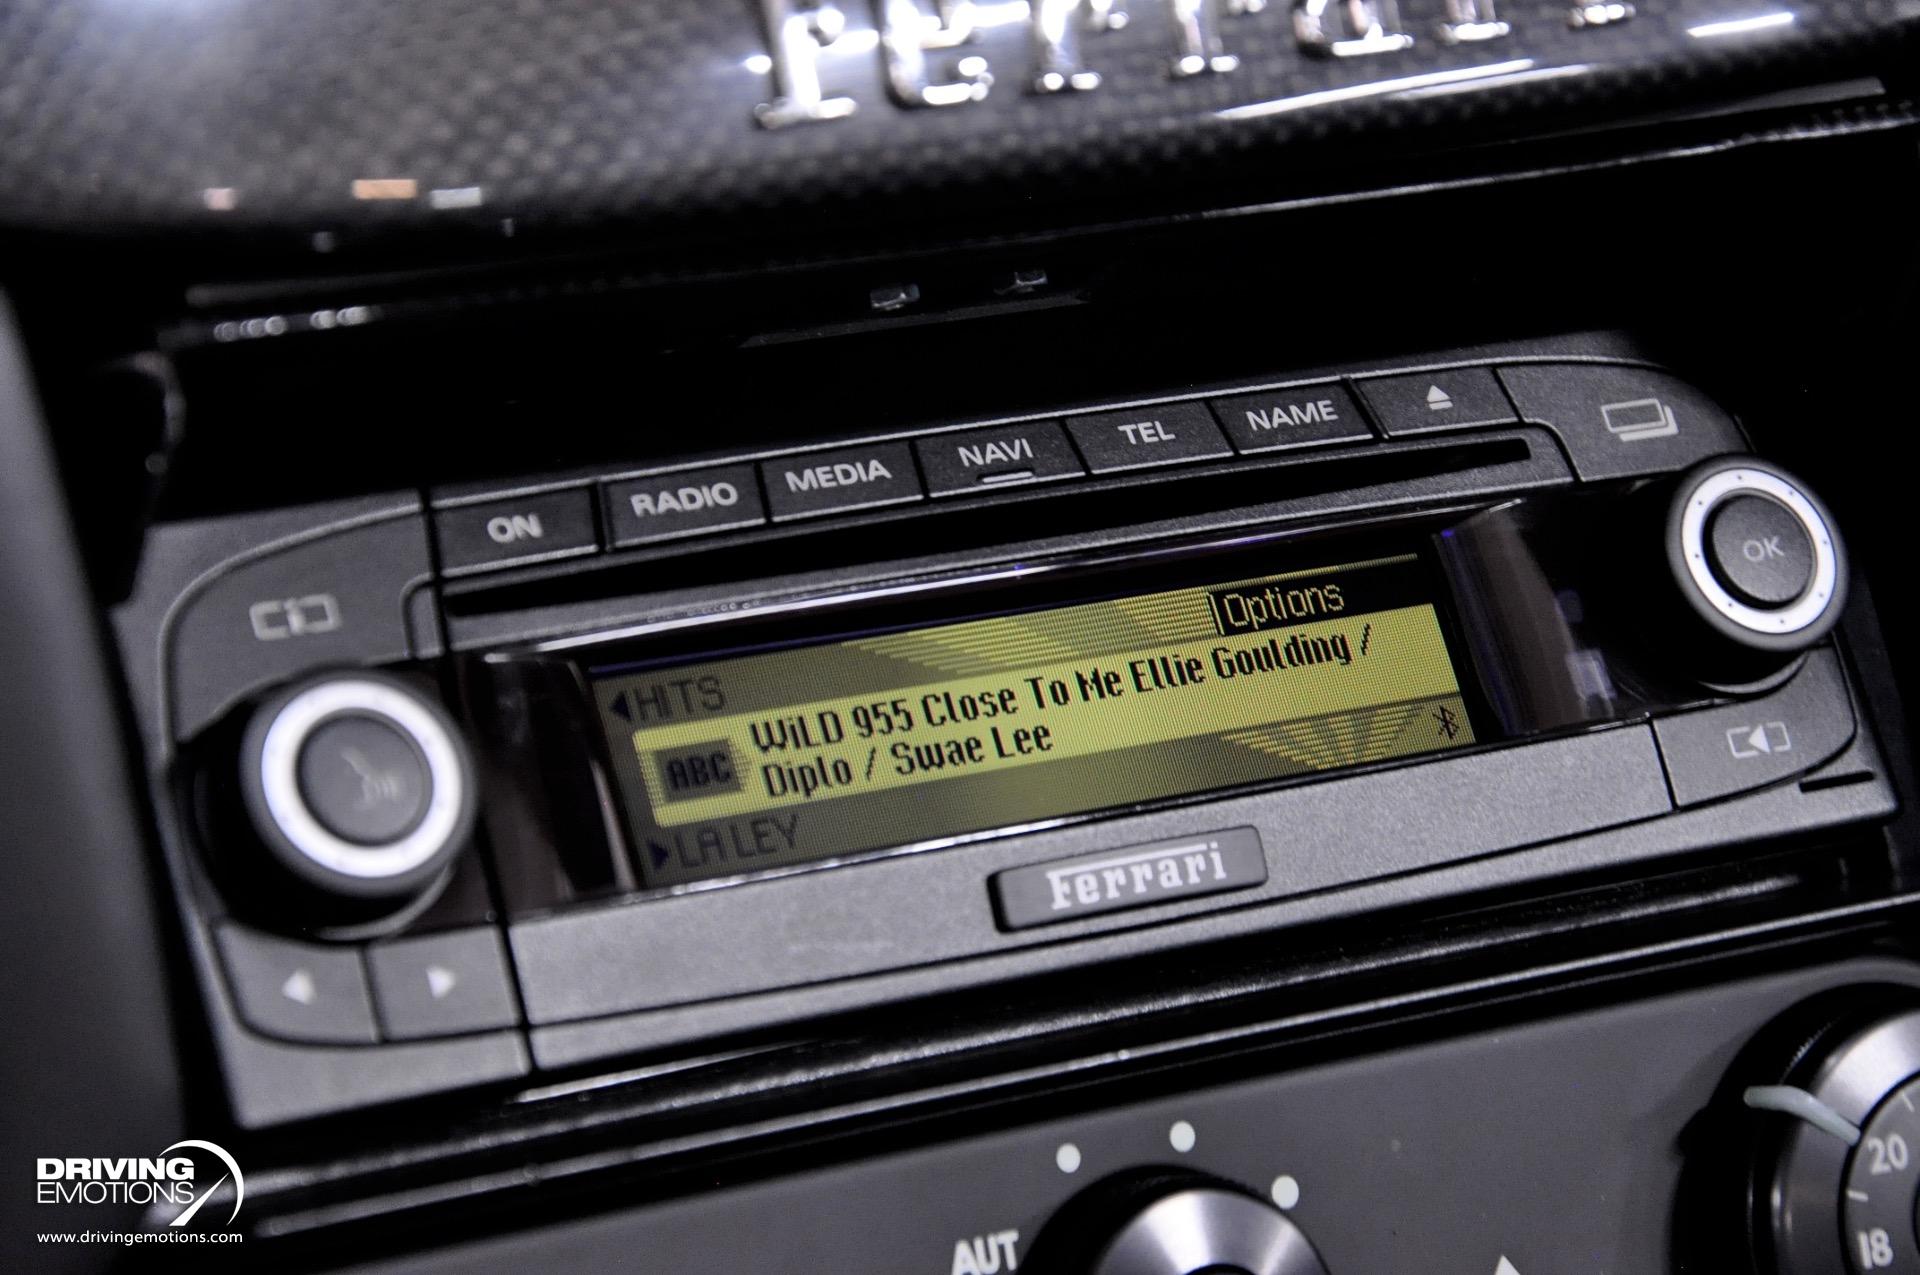 Ferrari
ON RADIO MEDIA NAVI TEL NAME
OK
Options
HITS
WiLD 955 Close To Me Ellie Goulding /
ABC
Diplo / Swae Lee
LA LEY
Ferrari
AUT
20
18
DRIVING
EMOTIONS
www.drivingemotions.com